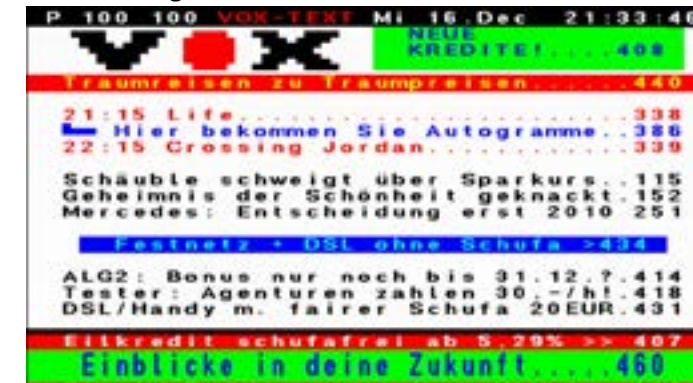 P 100 100 VOX-TEXT Mi 16.Dec 21:33:4
VOX
NEUE
KREDITE!....408
Traumreisen zu Traumpreisen.....440
21:15 Life......................338
Hier bekommen Sie Autogramme..386
22:15 Crossing Jordan...........339
Schäuble schweigt über Sparkurs..115
Geheimnis der Schönheit geknackt.152
Mercedes: Entscheidung erst 2010 251
Festnetz + DSL ohne Schufa >434
ALG2: Bonus nur noch bis 31.12.?.414
Tester: Agenturen zahlen 30.-/h!.418
DSL/Handy m. fairer Schufa 20EUR.431
Eilkredit schufafrei ab 5,29% >> 407
Einblicke in deine Zukunft.....460